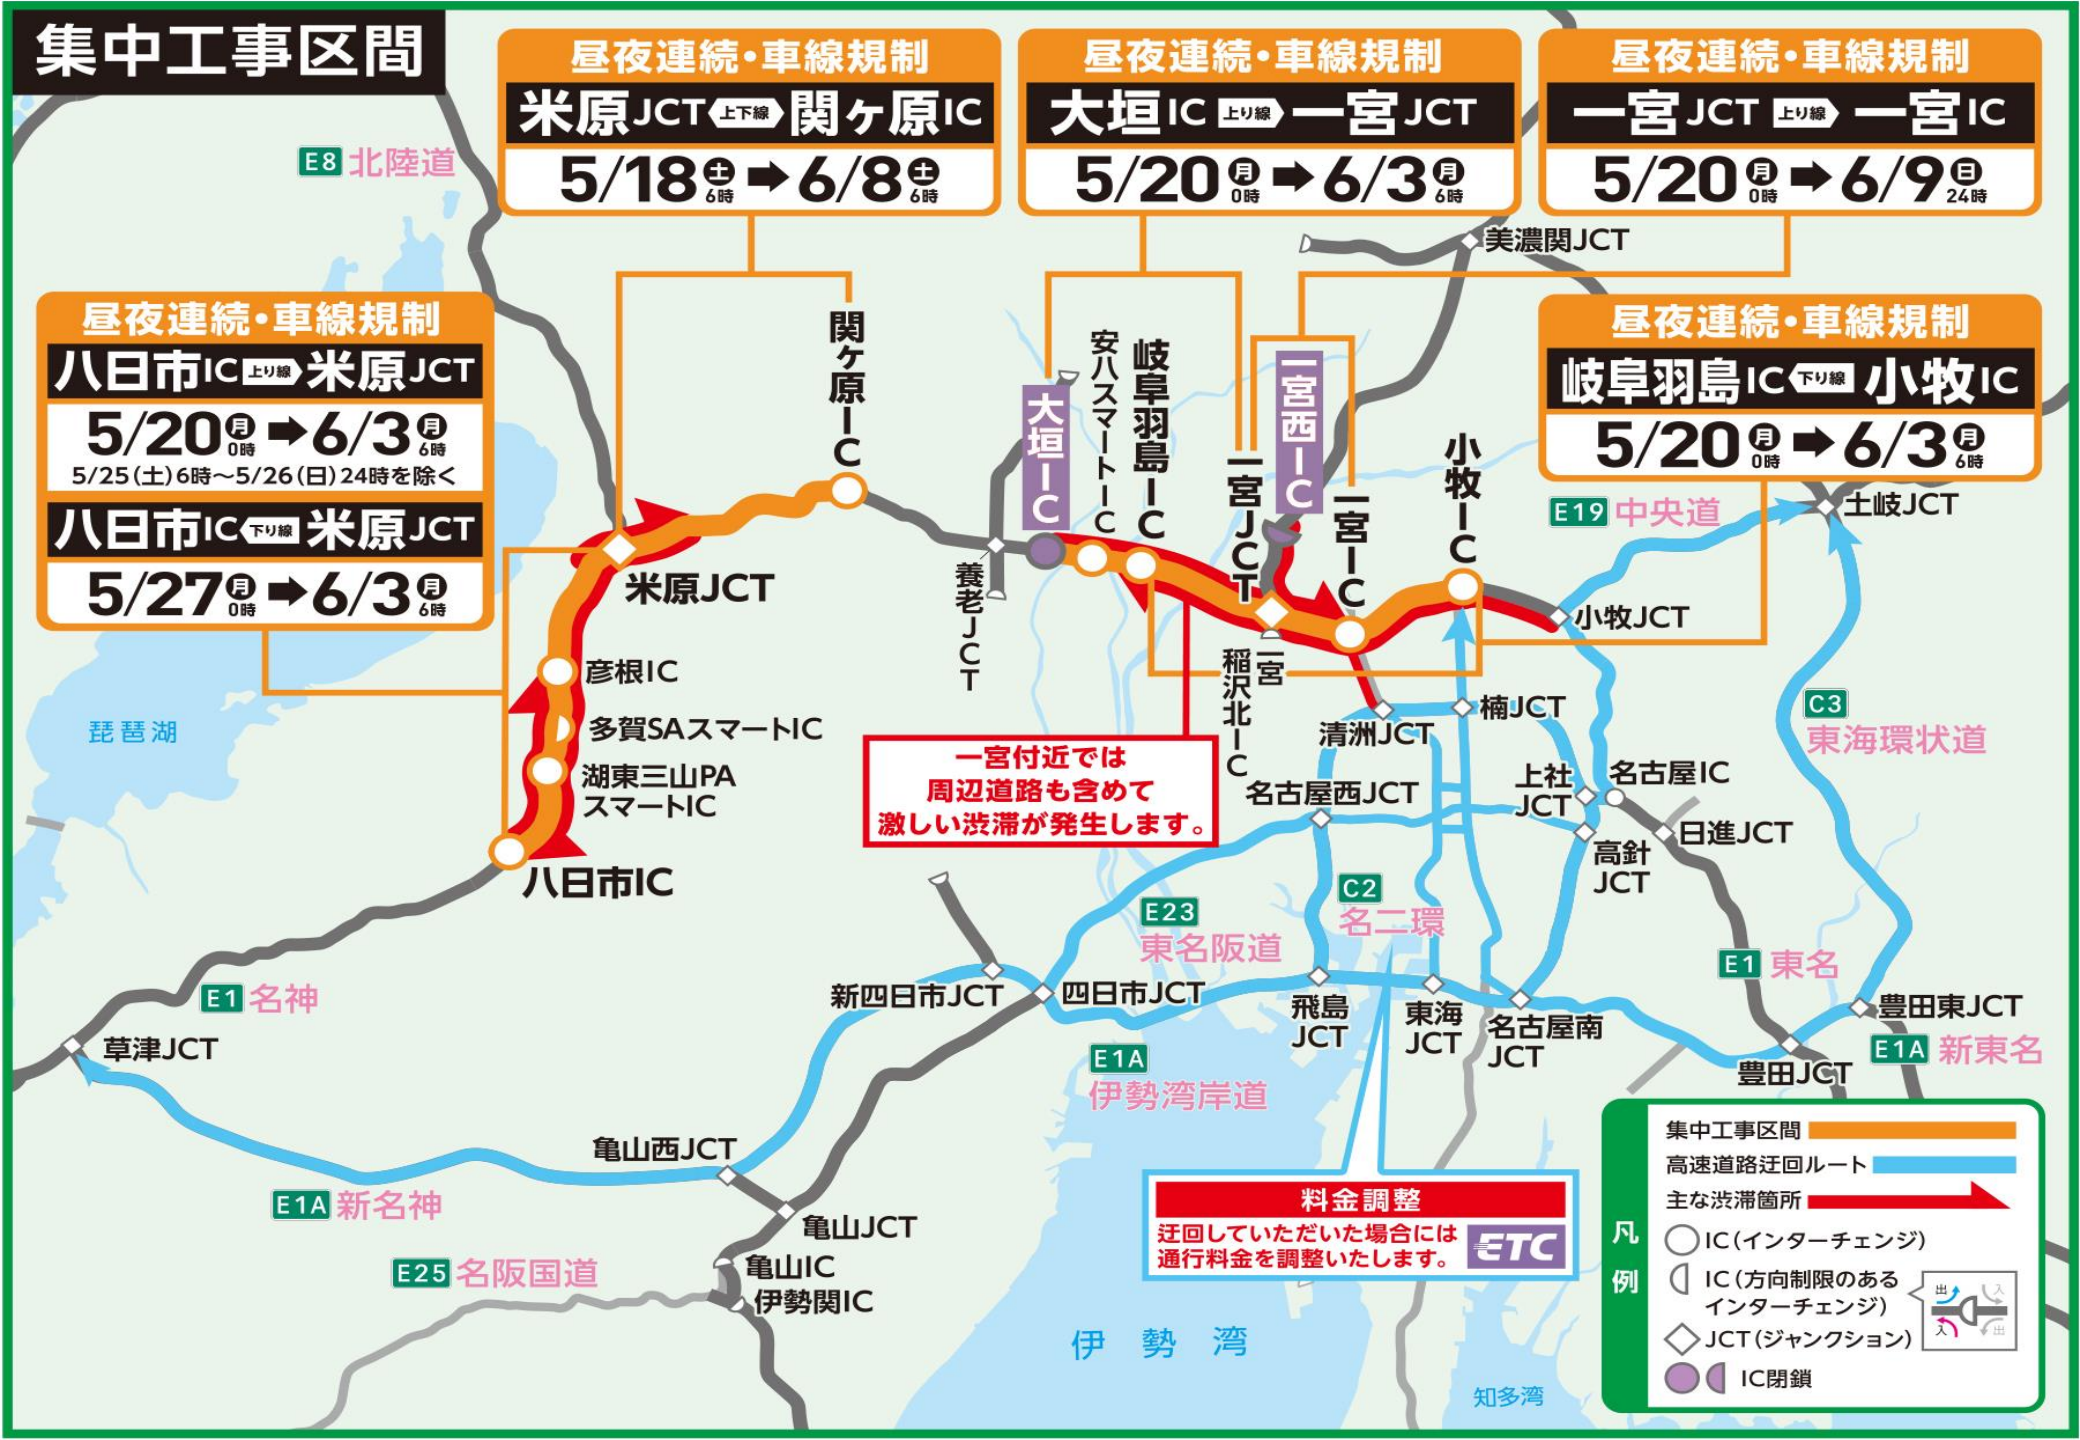 集中工事区間
昼夜連続・車線規制
米原JCT 上下線 関ヶ原IC
5/18 土 6時 ➡ 6/8 土 6時
昼夜連続・車線規制
大垣IC 上り線 一宮JCT
5/20 月 0時 ➡ 6/3 月 6時
昼夜連続・車線規制
一宮JCT 上り線 一宮IC
5/20 月 0時 ➡ 6/9 日 24時
昼夜連続・車線規制
八日市IC 上り線 米原JCT
5/20 月 0時 ➡ 6/3 月 6時
5/25(土)6時～5/26(日)24時を除く
八日市IC 下り線 米原JCT
5/27 月 0時 ➡ 6/3 月 6時
昼夜連続・車線規制
岐阜羽島IC 下り線 小牧IC
5/20 月 0時 ➡ 6/3 月 6時
E8 北陸道
美濃関JCT
関ヶ原IC
大垣IC
安八スマートIC
岐阜羽島IC
一宮JCT
一宮西IC
一宮IC
小牧IC
E19 中央道
土岐JCT
米原JCT
養老JCT
小牧JCT
彦根IC
多賀SAスマートIC
湖東三山PA
スマートIC
八日市IC
琵琶湖
一宮
稲沢北IC
清洲JCT
楠JCT
C3
東海環状道
一宮付近では
周辺道路も含めて
激しい渋滞が発生します。
名古屋西JCT
上社
JCT
名古屋IC
日進JCT
高針
JCT
C2
名二環
E23
東名阪道
E1 東名
E1 名神
草津JCT
新四日市JCT
四日市JCT
飛島
JCT
東海
JCT
名古屋南
JCT
豊田東JCT
E1A 新東名
豊田JCT
E1A
伊勢湾岸道
亀山西JCT
E1A 新名神
亀山JCT
E25 名阪国道
亀山IC
伊勢関IC
料金調整
迂回していただいた場合には
通行料金を調整いたします。
ETC
伊勢湾
知多湾
凡例
集中工事区間
高速道路迂回ルート
主な渋滞箇所
IC(インターチェンジ)
IC(方向制限のある
インターチェンジ)
出 入
入 出
JCT(ジャンクション)
IC閉鎖